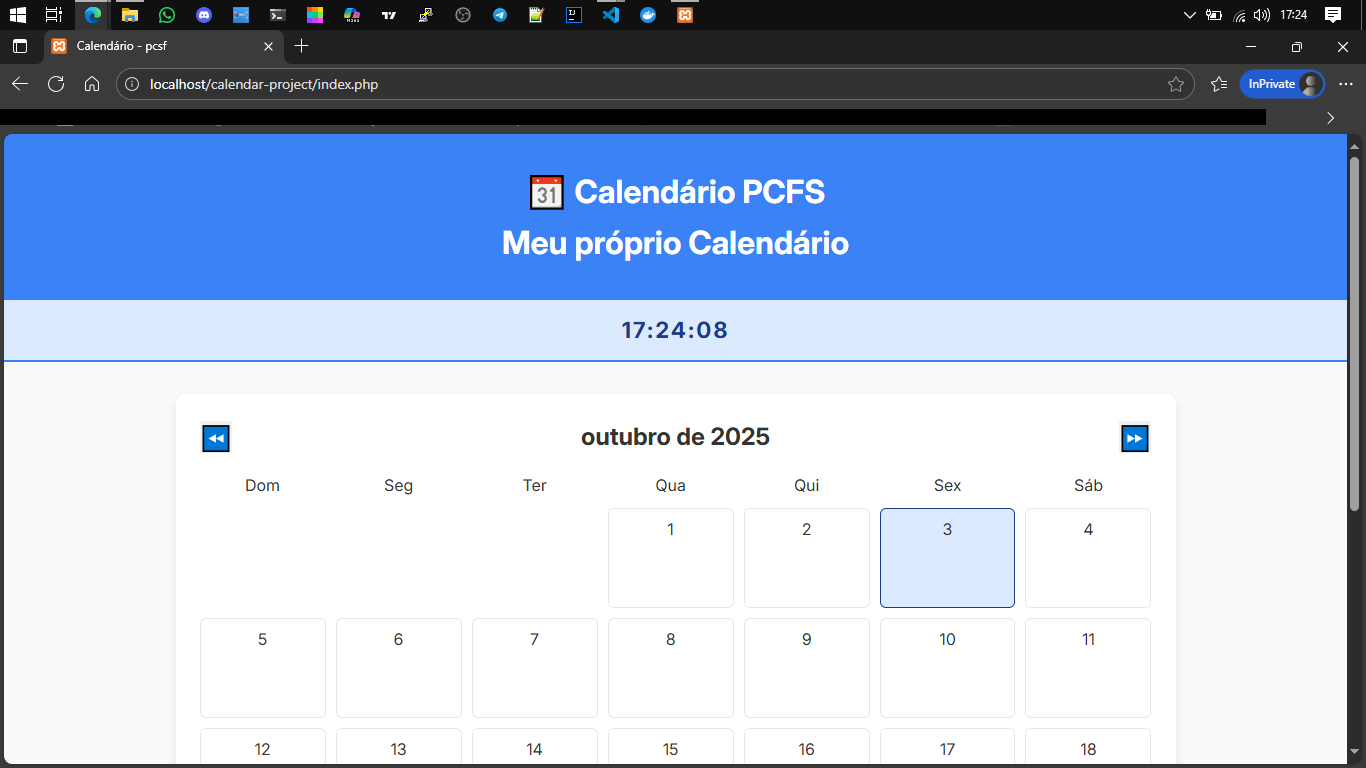 17:24
Calendário - pcsf
localhost/calendar-project/index.php
InPrivate
31 Calendário PCFS
Meu próprio Calendário
17:24:08
outubro de 2025
Dom Seg Ter Qua Qui Sex Sáb
1 2 3 4
5 6 7 8 9 10 11
12 13 14 15 16 17 18